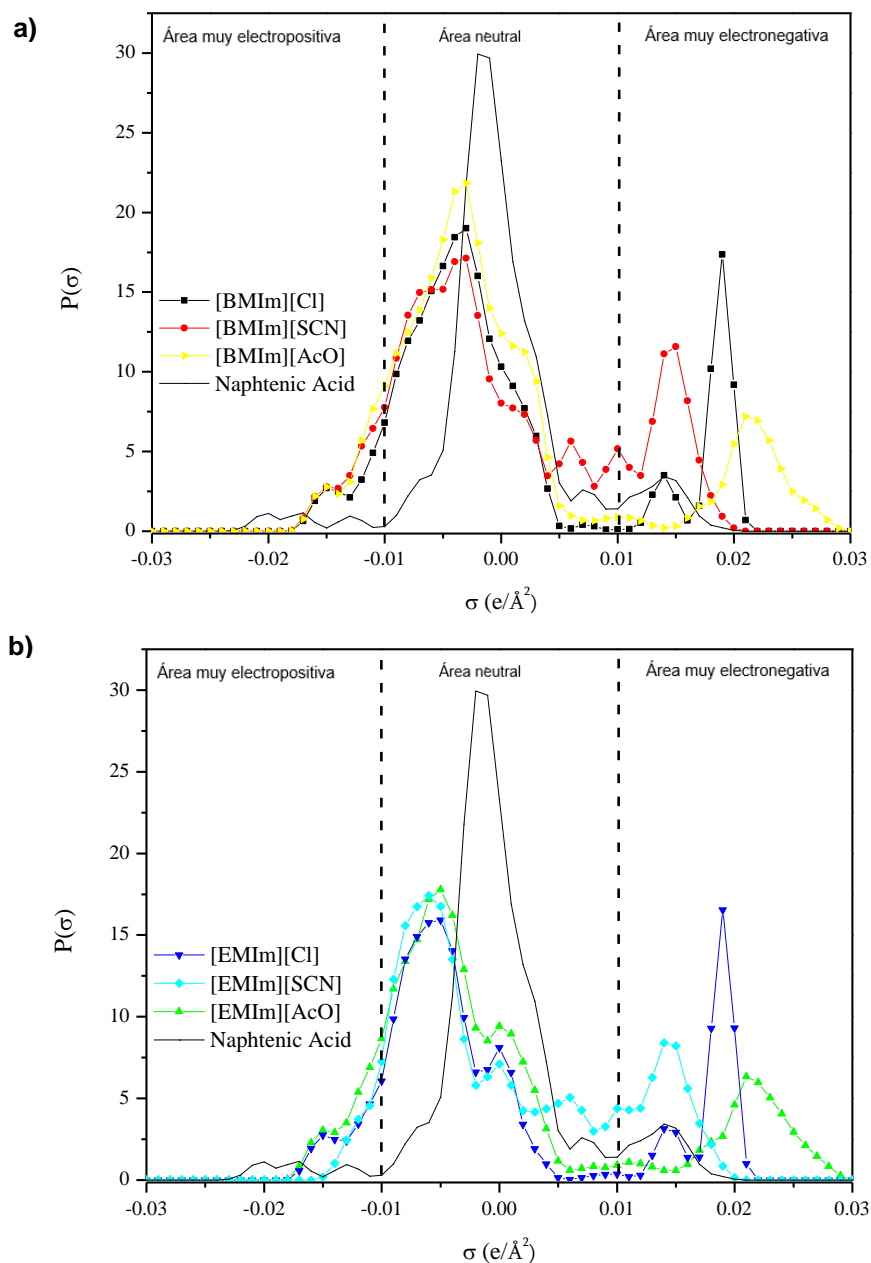 a)
Área muy electropositiva
Área neutral
Área muy electronegativa
30
25
20
15
10
5
0
P(σ)
[BMIm][Cl]
[BMIm][SCN]
[BMIm][AcO]
Naphtenic Acid
-0.03 -0.02 -0.01 0.00 0.01 0.02 0.03
σ (e/Å²)
b)
Área muy electropositiva
Área neutral
Área muy electronegativa
30
25
20
15
10
5
0
P(σ)
[EMIm][Cl]
[EMIm][SCN]
[EMIm][AcO]
Naphtenic Acid
-0.03 -0.02 -0.01 0.00 0.01 0.02 0.03
σ (e/Å²)